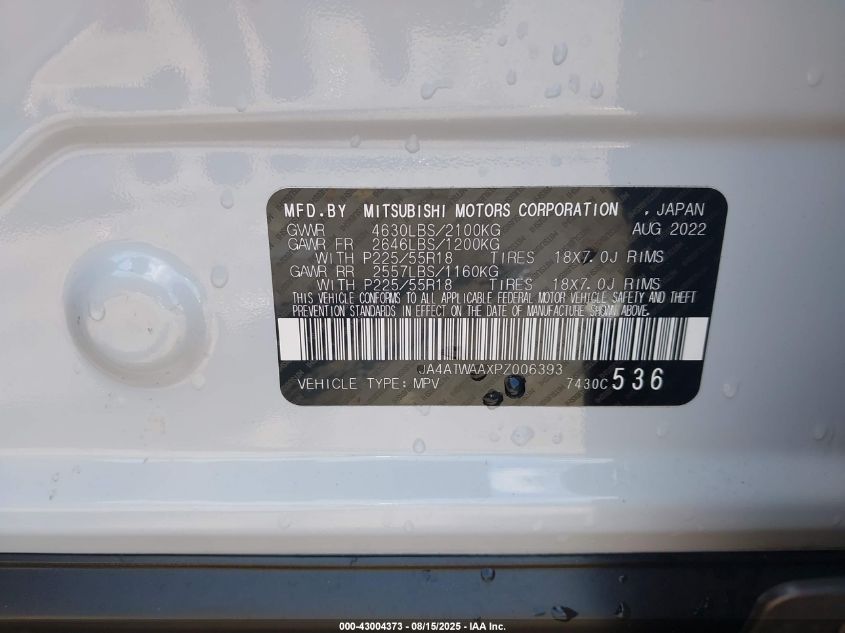 MFD.BY MITSUBISHI MOTORS CORPORATION , JAPAN
GVWR 4630LBS/2100KG AUG 2022
GAWR FR 2646LBS/1200KG
WITH P225/55R18 TIRES 18X7.0J RIMS
GAWR RR 2557LBS/1160KG
WITH P225/55R18 TIRES 18X7.0J RIMS
THIS VEHICLE CONFORMS TO ALL APPLICABLE FEDERAL MOTOR VEHICLE SAFETY AND THEFT
PREVENTION STANDARDS IN EFFECT ON THE DATE OF MANUFACTURE SHOWN ABOVE.
JA4ATWAAXPZ006393
VEHICLE TYPE: MPV 7430C 536
000-43004373 - 08/15/2025 - IAA Inc.